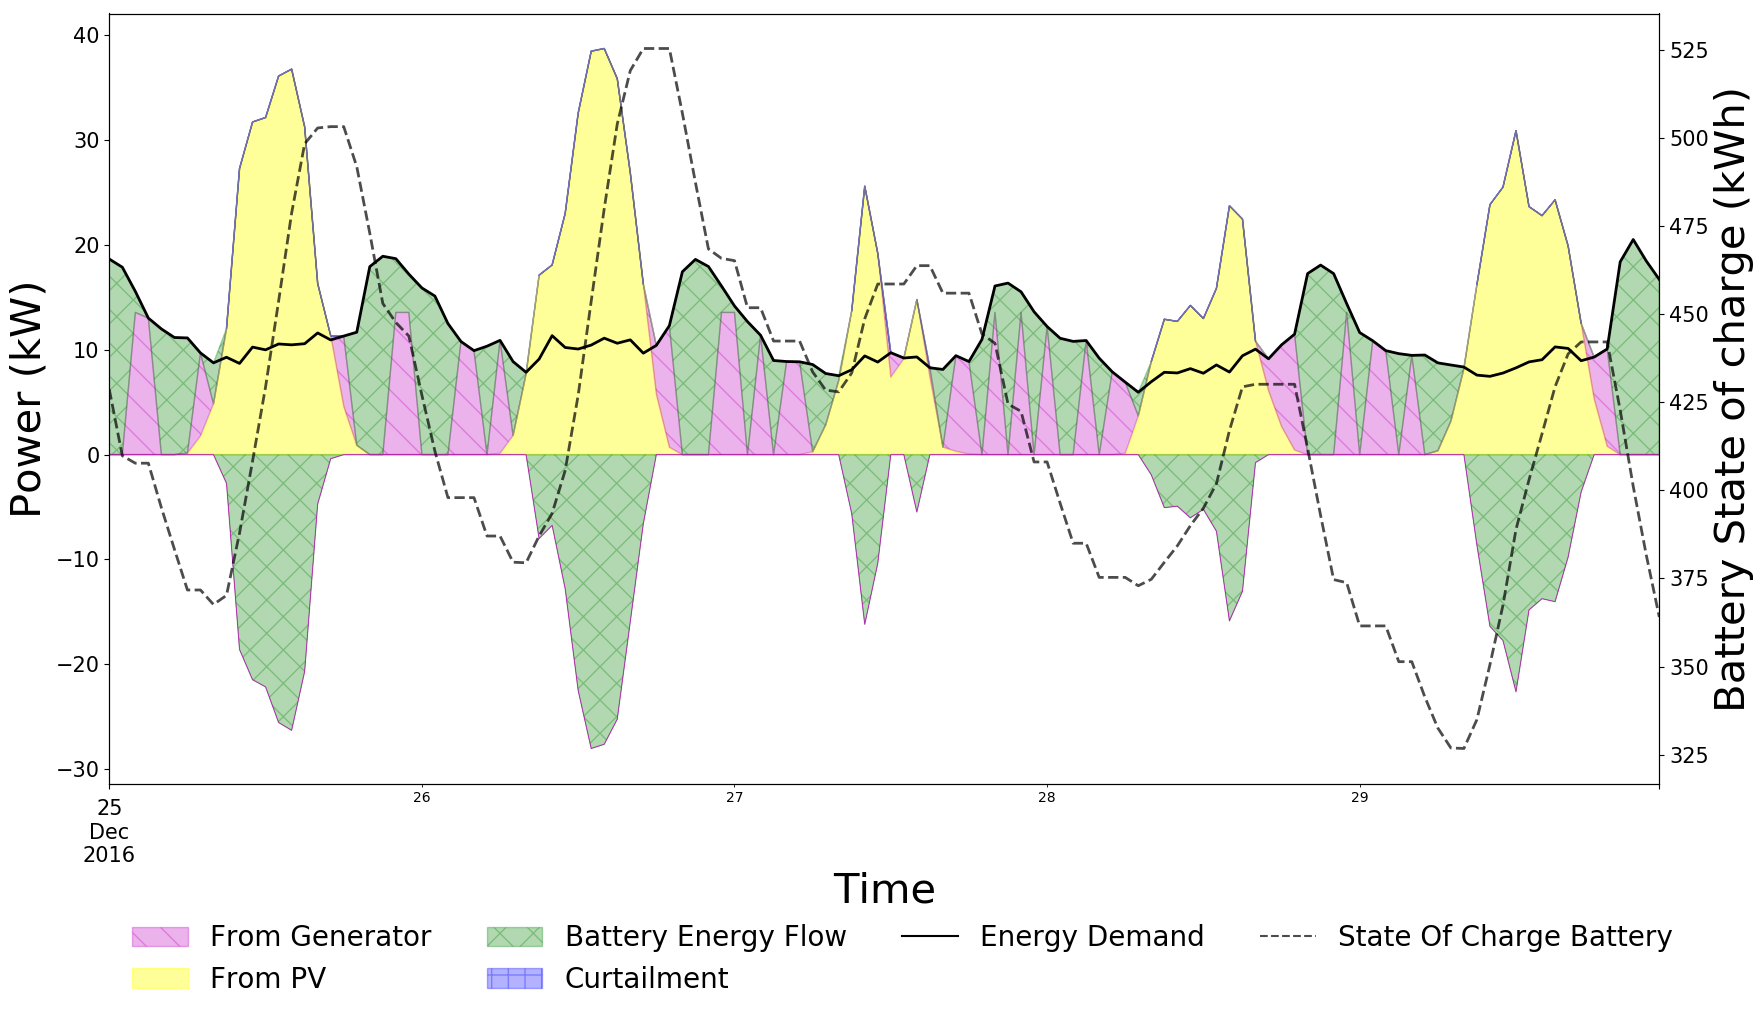 40
30
20
10
0
−10
−20
−30
Power (kW)
525
500
475
450
425
400
375
350
325
Battery State of charge (kWh)
25
Dec
2016
26
27
28
29
Time
From Generator
From PV
Battery Energy Flow
Curtailment
Energy Demand
State Of Charge Battery